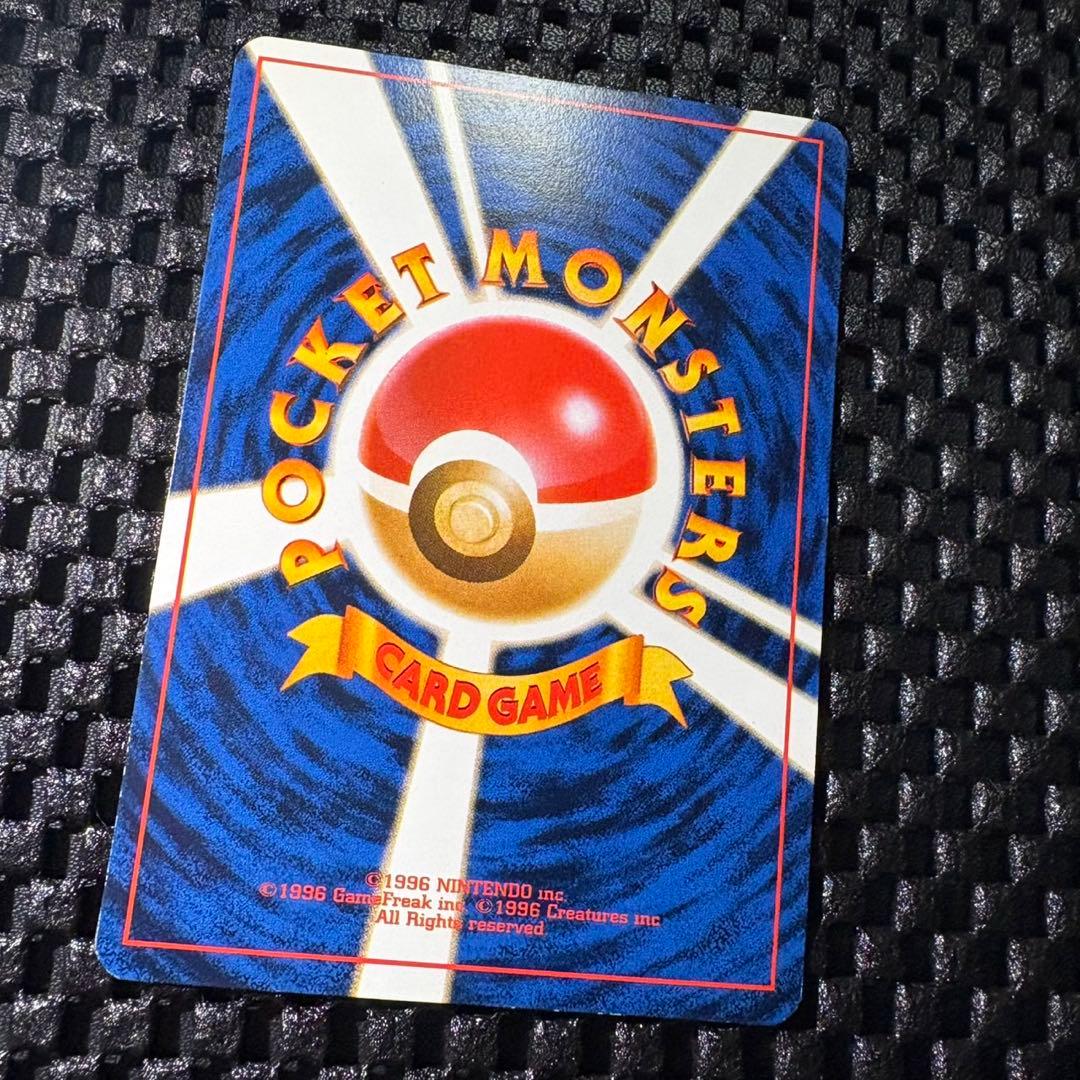 POCKET MONSTERS
CARD GAME
©1996 NINTENDO inc.
©1996 GameFreak inc. ©1996 Creatures inc
All Rights reserved